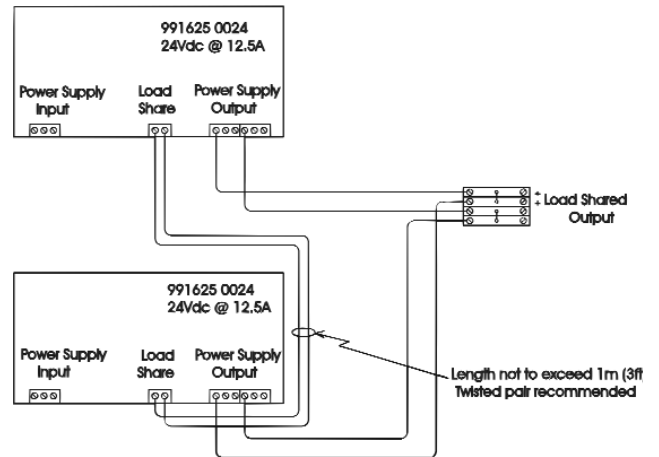 991625 0024
24Vdc @ 12.5A
Power Supply
Input
Load
Share
Power Supply
Output
+
+
Load Shared
Output
991625 0024
24Vdc @ 12.5A
Power Supply
Input
Load
Share
Power Supply
Output
Length not to exceed 1m (3ft
Twisted pair recommended